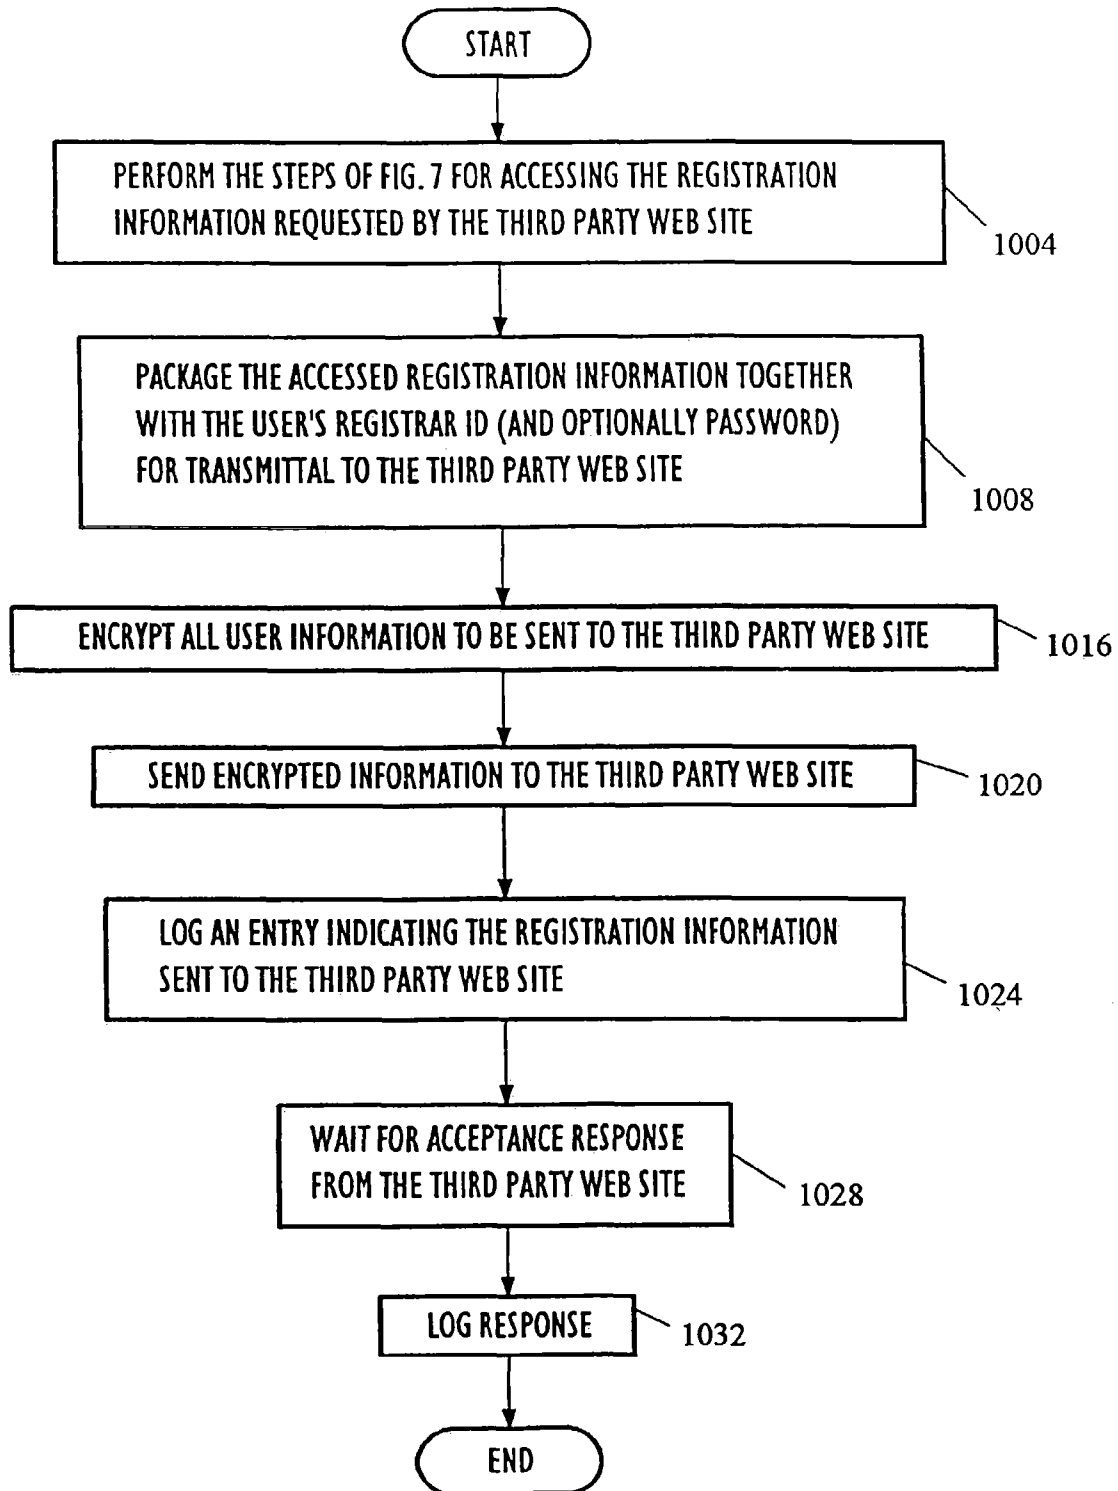 START
PERFORM THE STEPS OF FIG. 7 FOR ACCESSING THE REGISTRATION
INFORMATION REQUESTED BY THE THIRD PARTY WEB SITE
1004
PACKAGE THE ACCESSED REGISTRATION INFORMATION TOGETHER
WITH THE USER'S REGISTRAR ID (AND OPTIONALLY PASSWORD)
FOR TRANSMITTAL TO THE THIRD PARTY WEB SITE
1008
ENCRYPT ALL USER INFORMATION TO BE SENT TO THE THIRD PARTY WEB SITE
1016
SEND ENCRYPTED INFORMATION TO THE THIRD PARTY WEB SITE
1020
LOG AN ENTRY INDICATING THE REGISTRATION INFORMATION
SENT TO THE THIRD PARTY WEB SITE
1024
WAIT FOR ACCEPTANCE RESPONSE
FROM THE THIRD PARTY WEB SITE
1028
LOG RESPONSE
1032
END